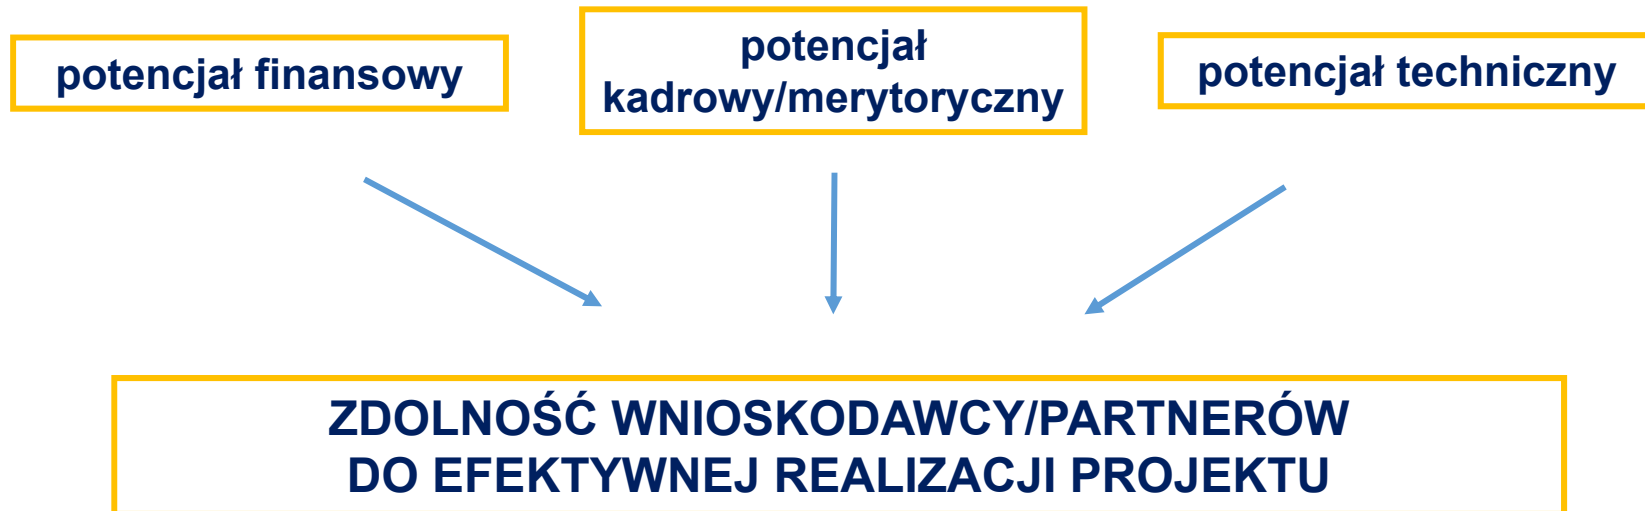 potencjał finansowy
potencjał
kadrowy/merytoryczny
potencjał techniczny
ZDOLNOŚĆ WNIOSKODAWCY/PARTNERÓW
DO EFEKTYWNEJ REALIZACJI PROJEKTU